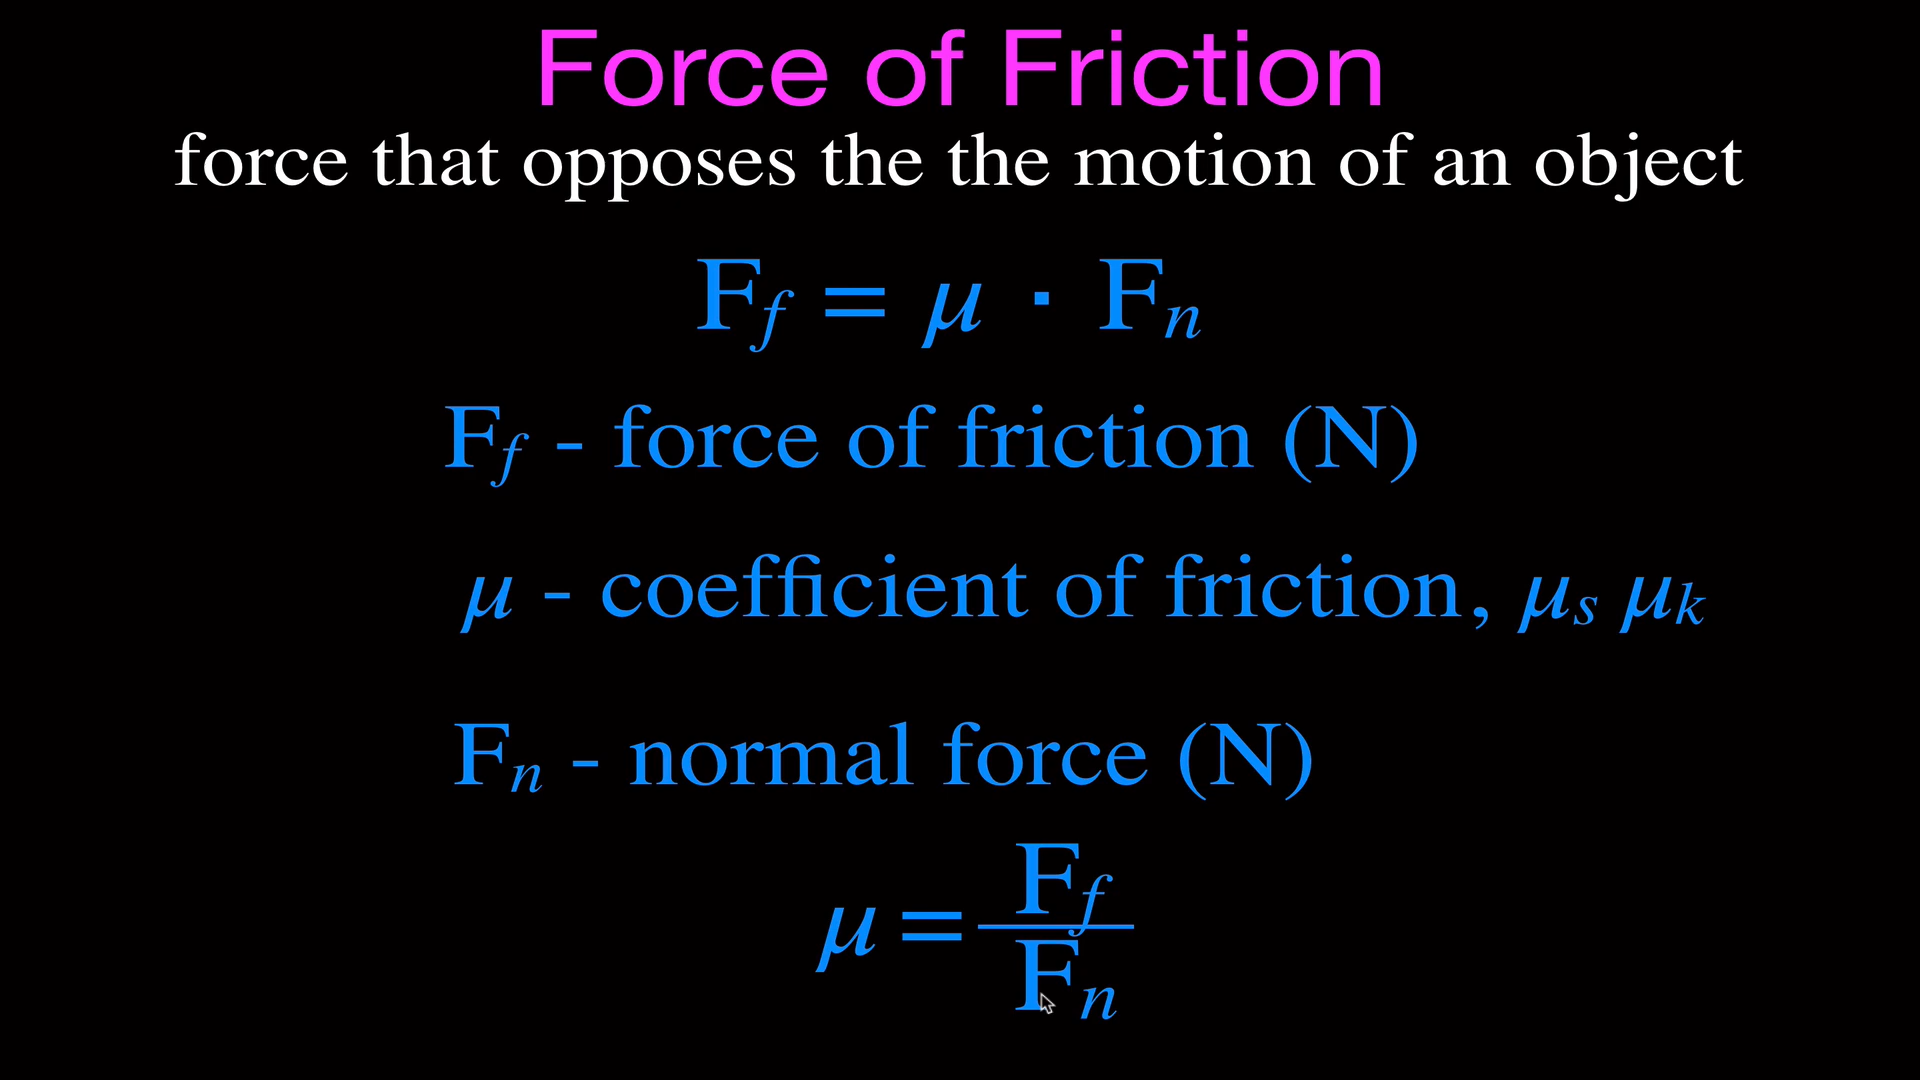 Force of Friction
force that opposes the the motion of an object
F𝑓 = μ · Fₙ
F𝑓 - force of friction (N)
μ - coefficient of friction, μₛ μₖ
Fₙ - normal force (N)
μ = F𝑓 / Fₙ